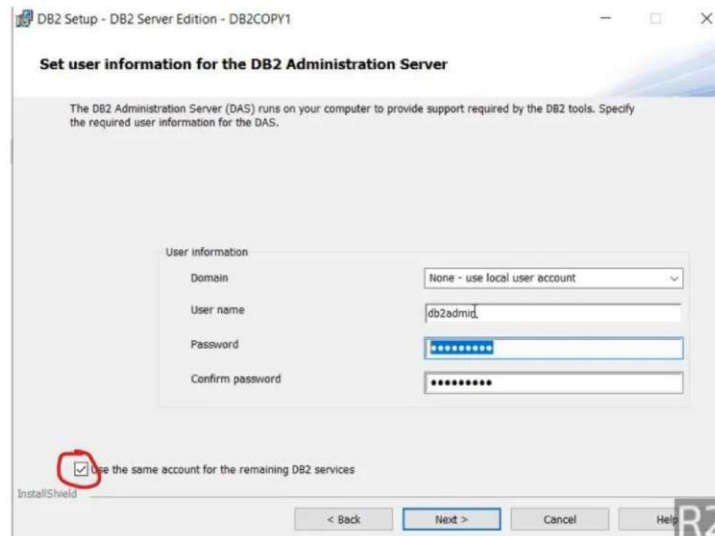 DB2 Setup - DB2 Server Edition - DB2COPY1
Set user information for the DB2 Administration Server
The DB2 Administration Server (DAS) runs on your computer to provide support required by the DB2 tools. Specify
the required user information for the DAS.
User information
Domain
None - use local user account
User name
db2admin
Password
•••••••••
Confirm password
•••••••••
Use the same account for the remaining DB2 services
InstallShield
< Back
Next >
Cancel
Help
R2